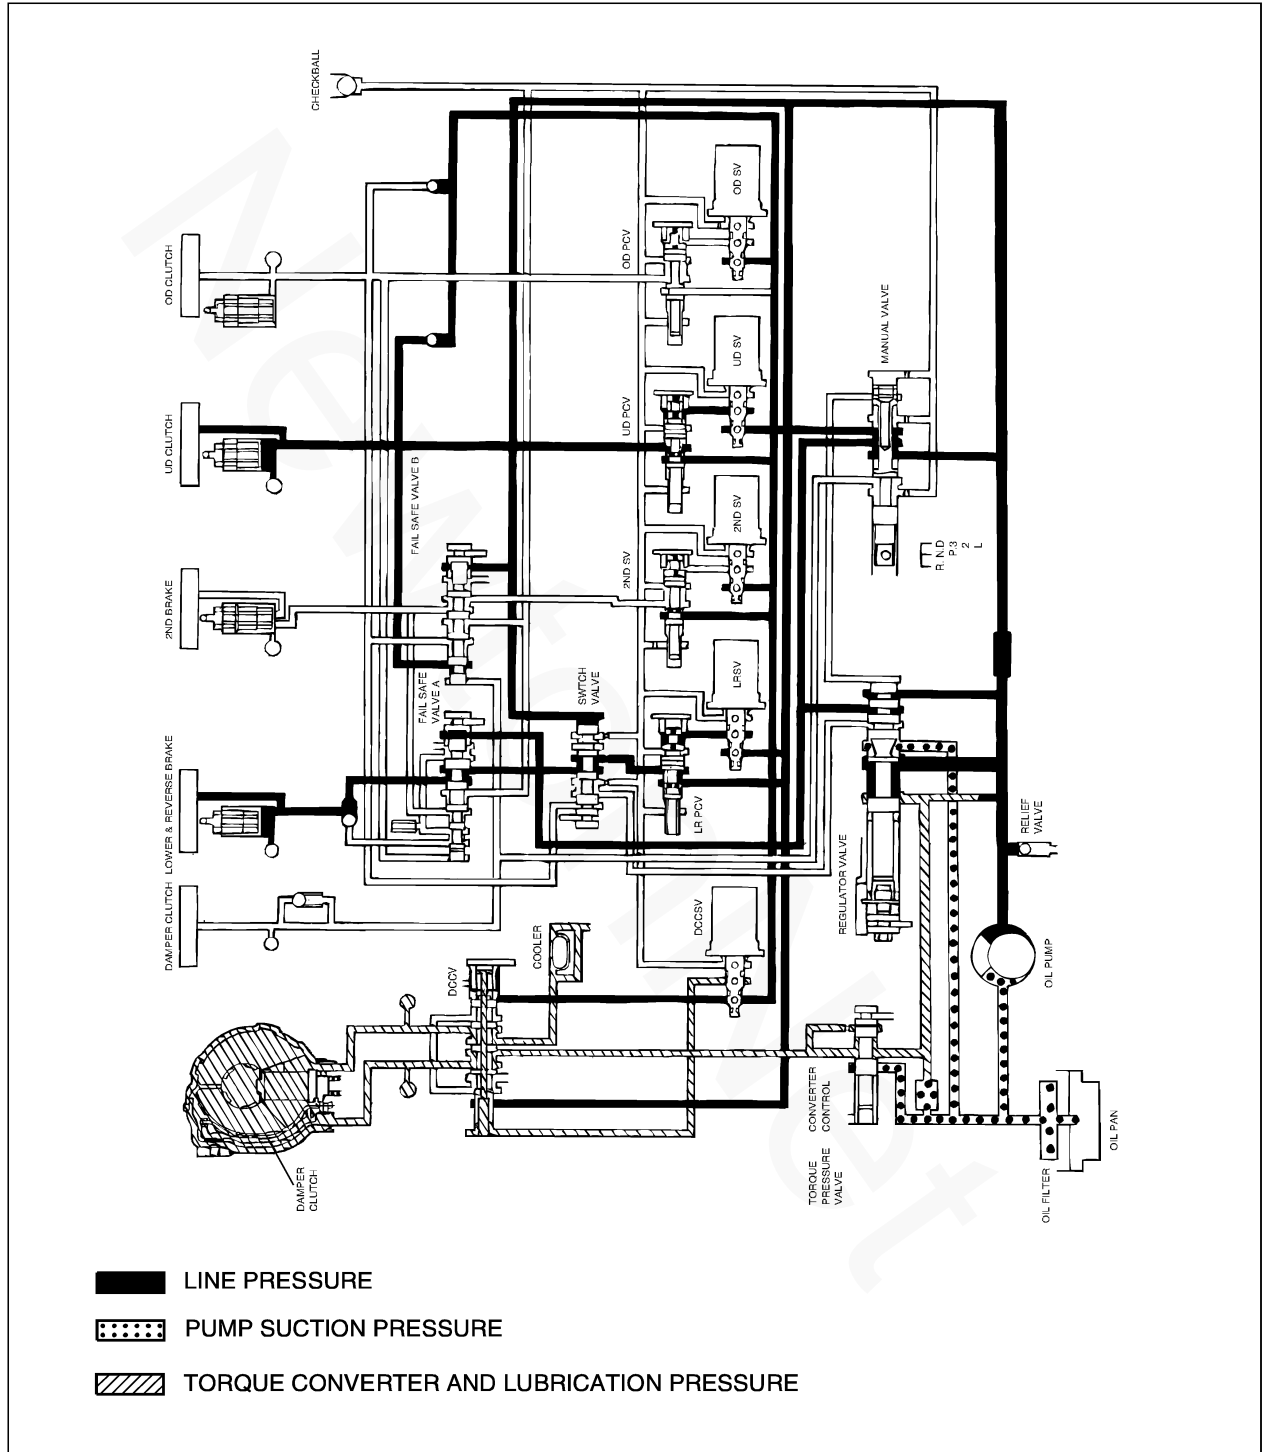 CHECKBALL
OD CLUTCH
UD CLUTCH
2ND BRAKE
LOWER & REVERSE BRAKE
DAMPER CLUTCH
DAMPER
CLUTCH
FAIL SAFE VALVE B
FAIL SAFE
VALVE A
DCCV
COOLER
SWTCH
VALVE
OD PCV
UD PCV
2ND SV
LR PCV
OD SV
UD SV
2ND SV
LRSV
DCCSV
MANUAL VALVE
R. N.D
P.3
2
L
REGULATOR VALVE
RELIEF
VALVE
OIL PUMP
TORQUE CONVERTER
PRESSURE CONTROL
VALVE
OIL FILTER
OIL PAN
LINE PRESSURE
PUMP SUCTION PRESSURE
TORQUE CONVERTER AND LUBRICATION PRESSURE